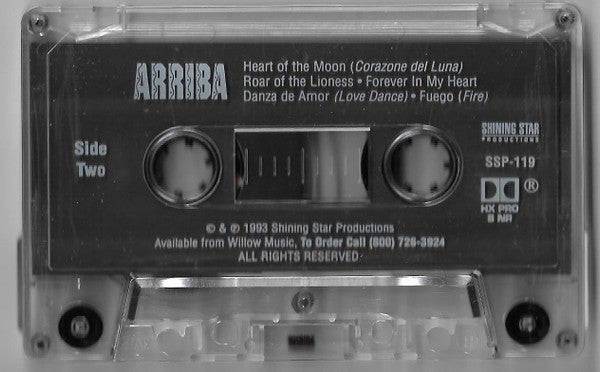 ARRIBA
Heart of the Moon (Corazone del Luna)
Roar of the Lioness • Forever In My Heart
Danza de Amor (Love Dance) • Fuego (Fire)
Side
Two
SHINING STAR
PRODUCTIONS
SSP-119
HX PRO
B NR
®
© & ℗ 1993 Shining Star Productions
Available from Willow Music, To Order Call (800) 726-3924
ALL RIGHTS RESERVED